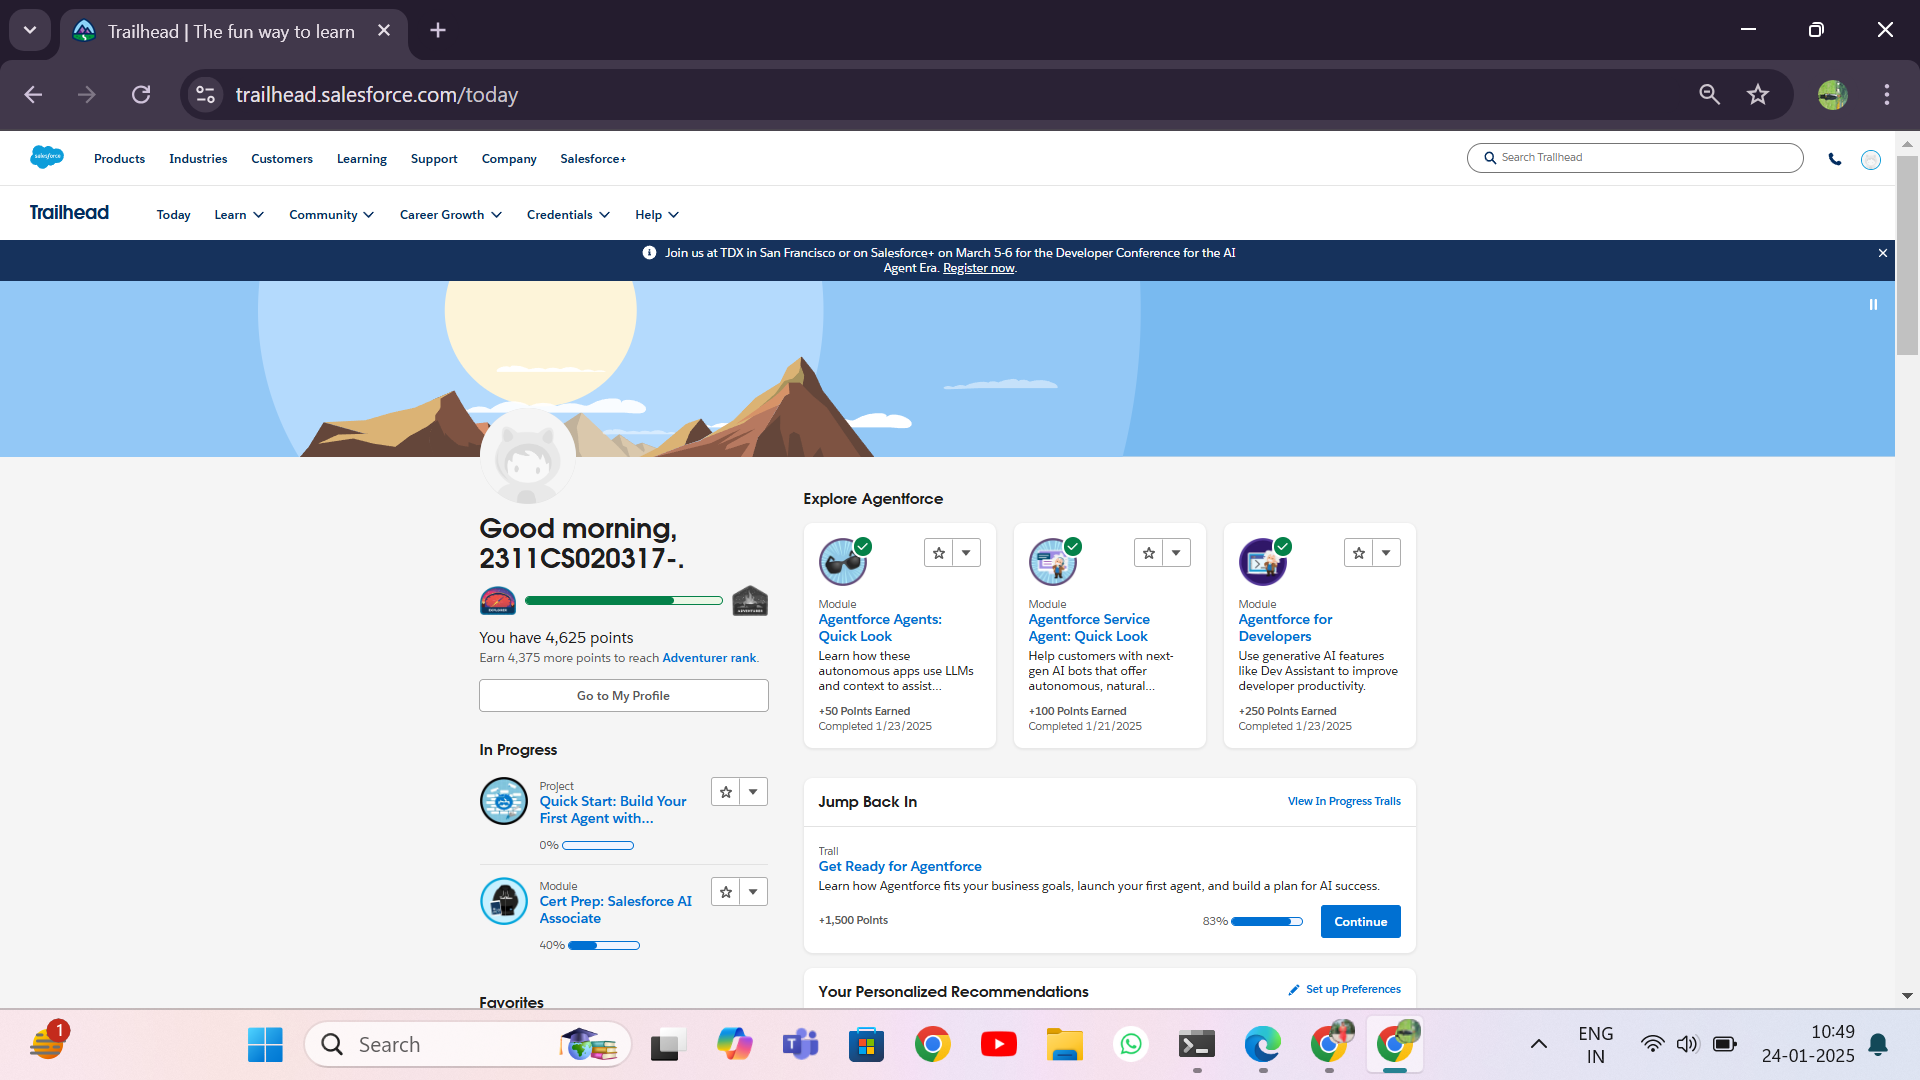 Trailhead | The fun way to learn
trailhead.salesforce.com/today
salesforce
Products Industries Customers Learning Support Company Salesforce+
Search Trailhead
Trailhead
Today Learn Community Career Growth Credentials Help
Join us at TDX in San Francisco or on Salesforce+ on March 5-6 for the Developer Conference for the AI
Agent Era. Register now.
Good morning,
2311CS020317-.
EXPLORER
ADVENTURER
You have 4,625 points
Earn 4,375 more points to reach Adventurer rank.
Go to My Profile
In Progress
Project
Quick Start: Build Your
First Agent with...
0%
Module
Cert Prep: Salesforce AI
Associate
40%
Favorites
Explore Agentforce
Module
Agentforce Agents:
Quick Look
Learn how these
autonomous apps use LLMs
and context to assist...
+50 Points Earned
Completed 1/23/2025
Module
Agentforce Service
Agent: Quick Look
Help customers with next-
gen AI bots that offer
autonomous, natural...
+100 Points Earned
Completed 1/21/2025
Module
Agentforce for
Developers
Use generative AI features
like Dev Assistant to improve
developer productivity.
+250 Points Earned
Completed 1/23/2025
Jump Back In
View In Progress Trails
Trail
Get Ready for Agentforce
Learn how Agentforce fits your business goals, launch your first agent, and build a plan for AI success.
+1,500 Points
83%
Continue
Your Personalized Recommendations
Set up Preferences
1
Search
ENG
IN
10:49
24-01-2025